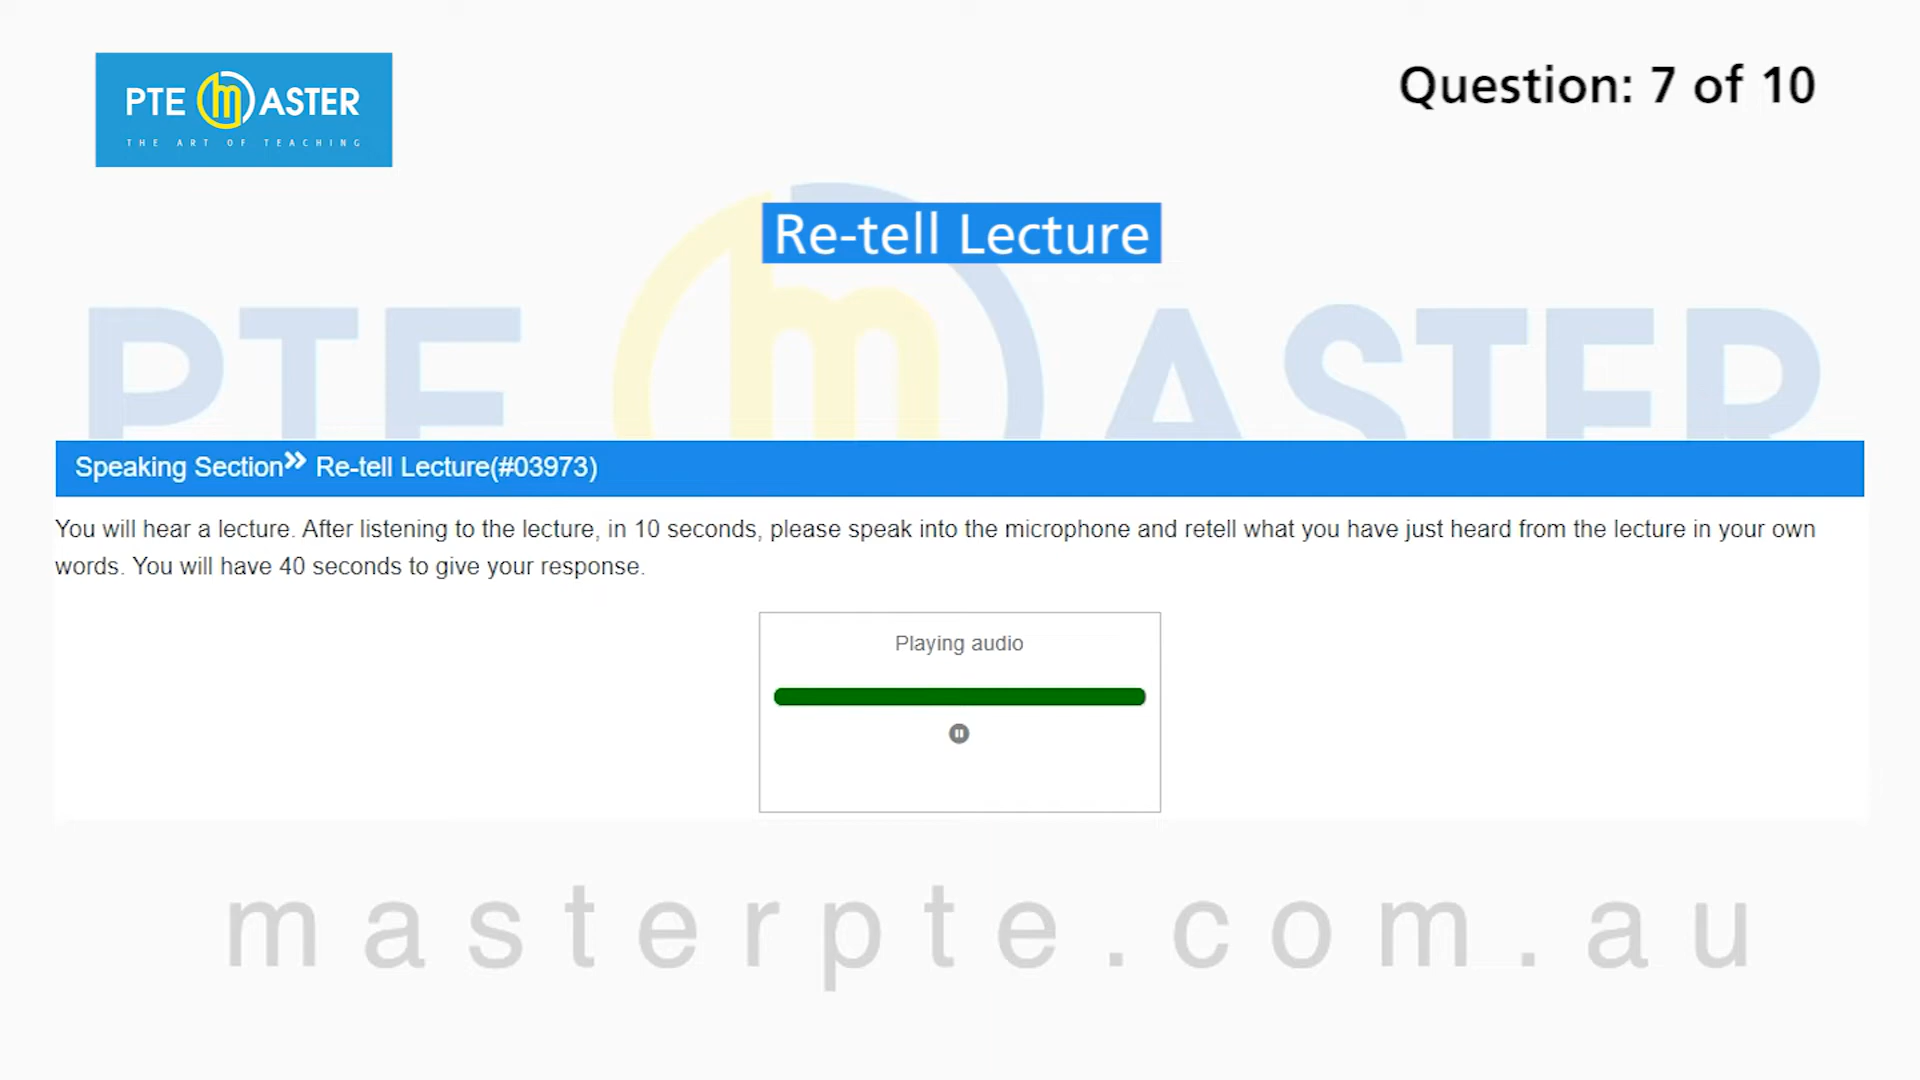 PTE MASTER
THE ART OF TEACHING
Question: 7 of 10
Re-tell Lecture
PTE MASTER
Speaking Section» Re-tell Lecture(#03973)
You will hear a lecture. After listening to the lecture, in 10 seconds, please speak into the microphone and retell what you have just heard from the lecture in your own
words. You will have 40 seconds to give your response.
Playing audio
masterpte.com.au